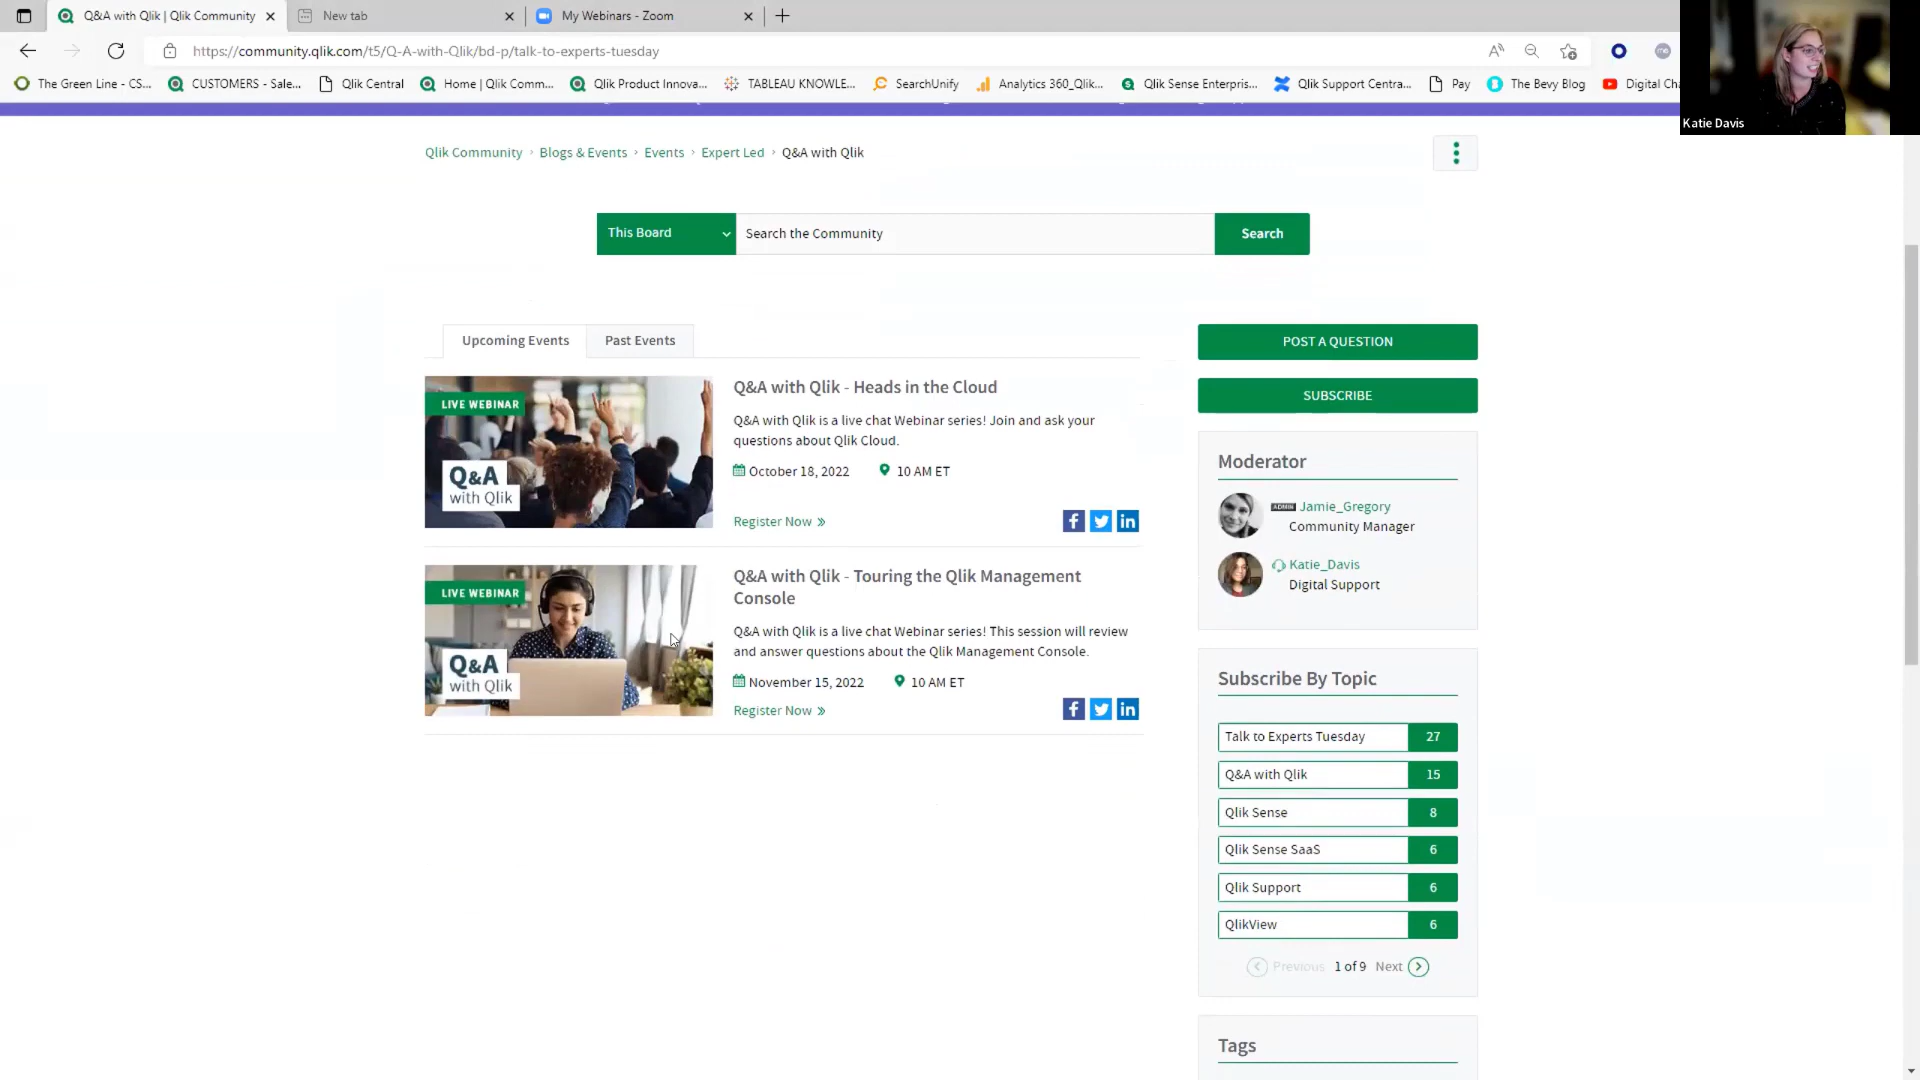 Q&A with Qlik | Qlik Community
New tab
My Webinars - Zoom
https://community.qlik.com/t5/Q-A-with-Qlik/bd-p/talk-to-experts-tuesday
The Green Line - CS...
CUSTOMERS - Sale...
Qlik Central
Home | Qlik Comm...
Qlik Product Innova...
TABLEAU KNOWLE...
SearchUnify
Analytics 360_Qlik...
Qlik Sense Enterpris...
Qlik Support Centra...
Pay
The Bevy Blog
Digital Ch
Katie Davis
Qlik Community › Blogs & Events › Events › Expert Led › Q&A with Qlik
This Board
Search the Community
Search
Upcoming Events
Past Events
LIVE WEBINAR
Q&A
with Qlik
Q&A with Qlik - Heads in the Cloud
Q&A with Qlik is a live chat Webinar series! Join and ask your
questions about Qlik Cloud.
October 18, 2022
10 AM ET
Register Now »
LIVE WEBINAR
Q&A
with Qlik
Q&A with Qlik - Touring the Qlik Management
Console
Q&A with Qlik is a live chat Webinar series! This session will review
and answer questions about the Qlik Management Console.
November 15, 2022
10 AM ET
Register Now »
POST A QUESTION
SUBSCRIBE
Moderator
ADMIN Jamie_Gregory
Community Manager
Katie_Davis
Digital Support
Subscribe By Topic
Talk to Experts Tuesday 27
Q&A with Qlik 15
Qlik Sense 8
Qlik Sense SaaS 6
Qlik Support 6
QlikView 6
Previous 1 of 9 Next
Tags